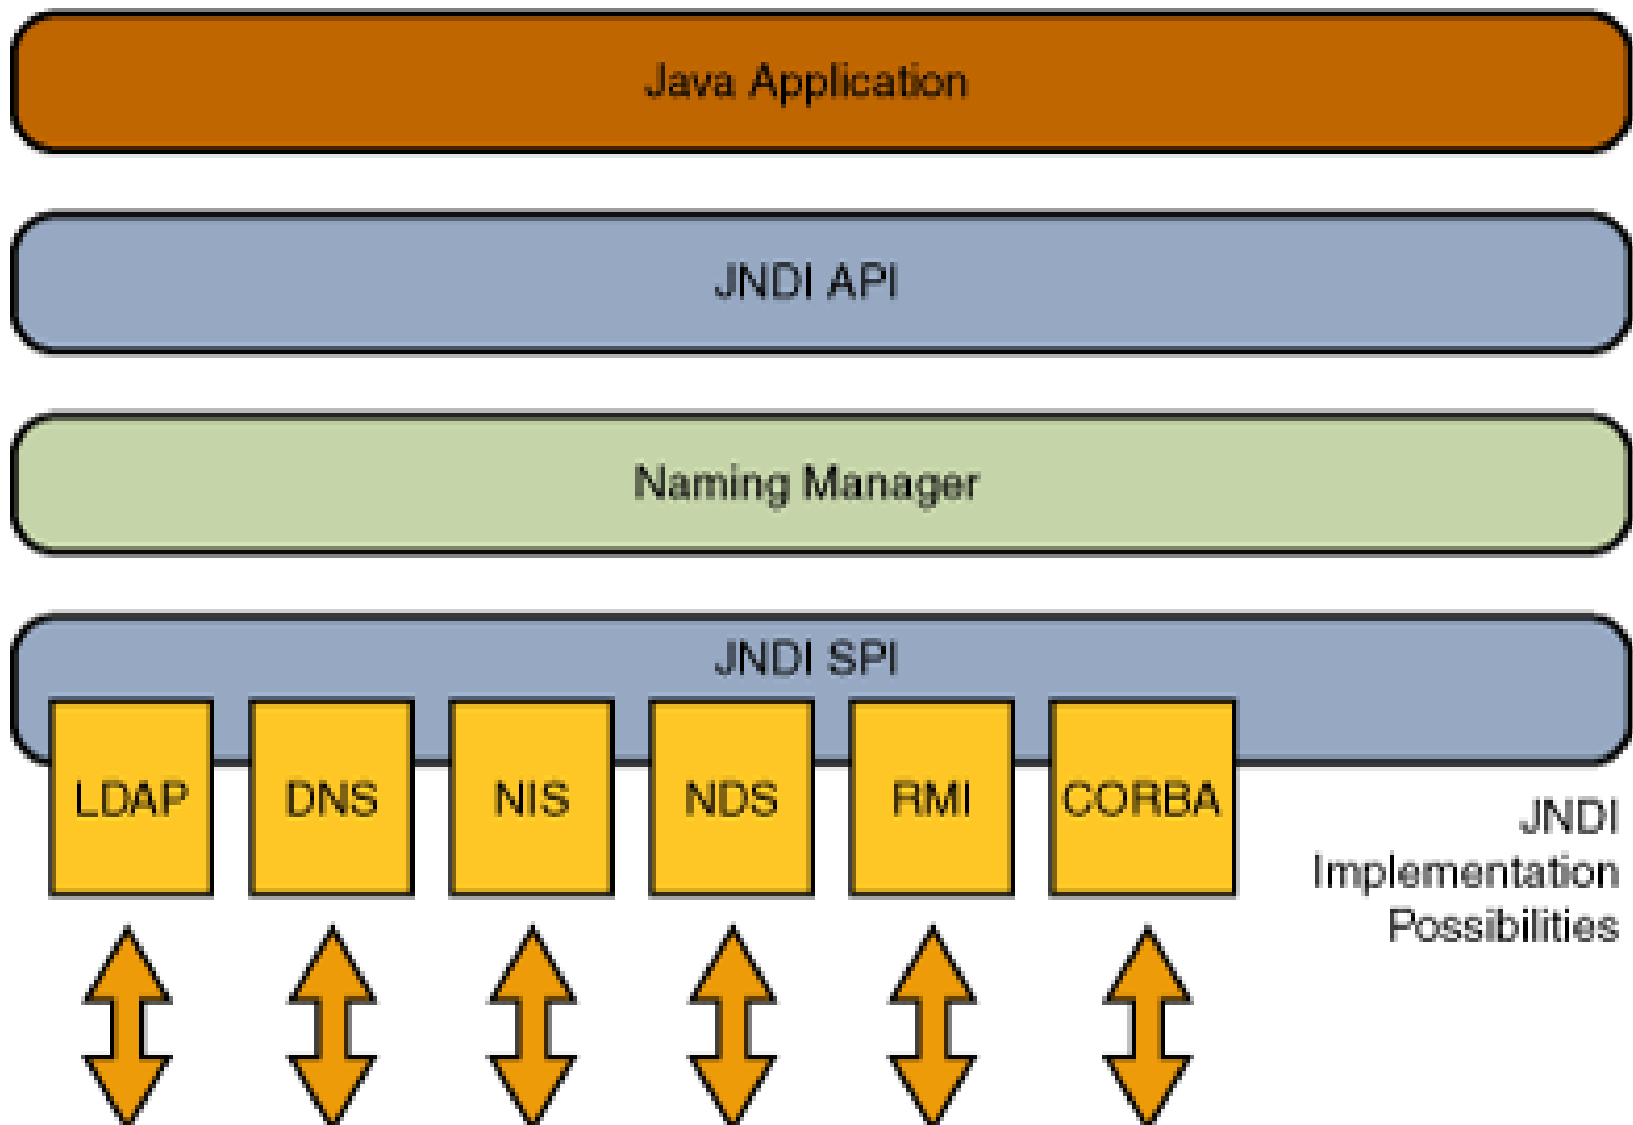 Java Application
JNDI API
Naming Manager
JNDI SPI
LDAP
DNS
NIS
NDS
RMI
CORBA
JNDI
Implementation
Possibilities